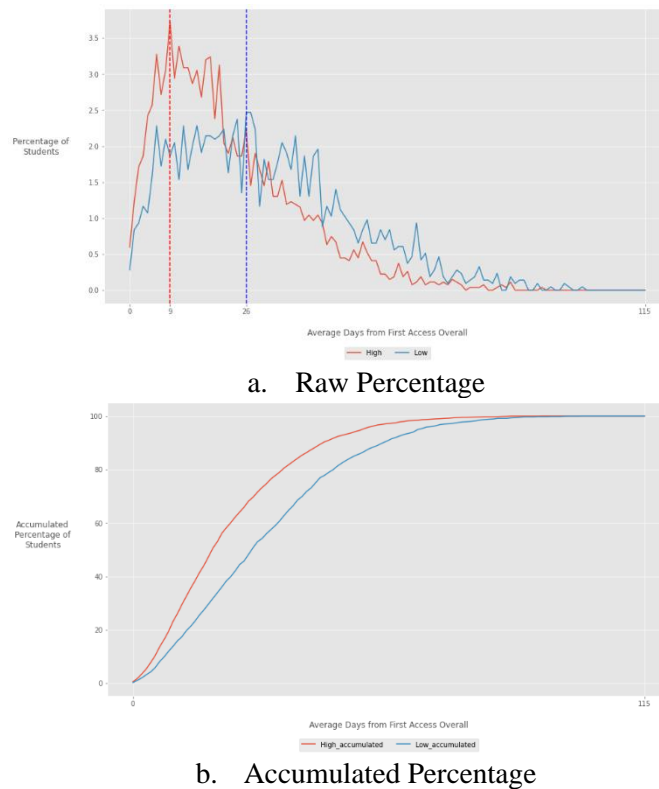 3.5
3.0
2.5
Percentage of
Students
2.0
1.5
1.0
0.5
0.0
0 9 26 115
Average Days from First Access Overall
High Low
a. Raw Percentage
100
80
Accumulated
Percentage of
Students
60
40
20
0
0 115
Average Days from First Access Overall
High_accumulated Low_accumulated
b. Accumulated Percentage